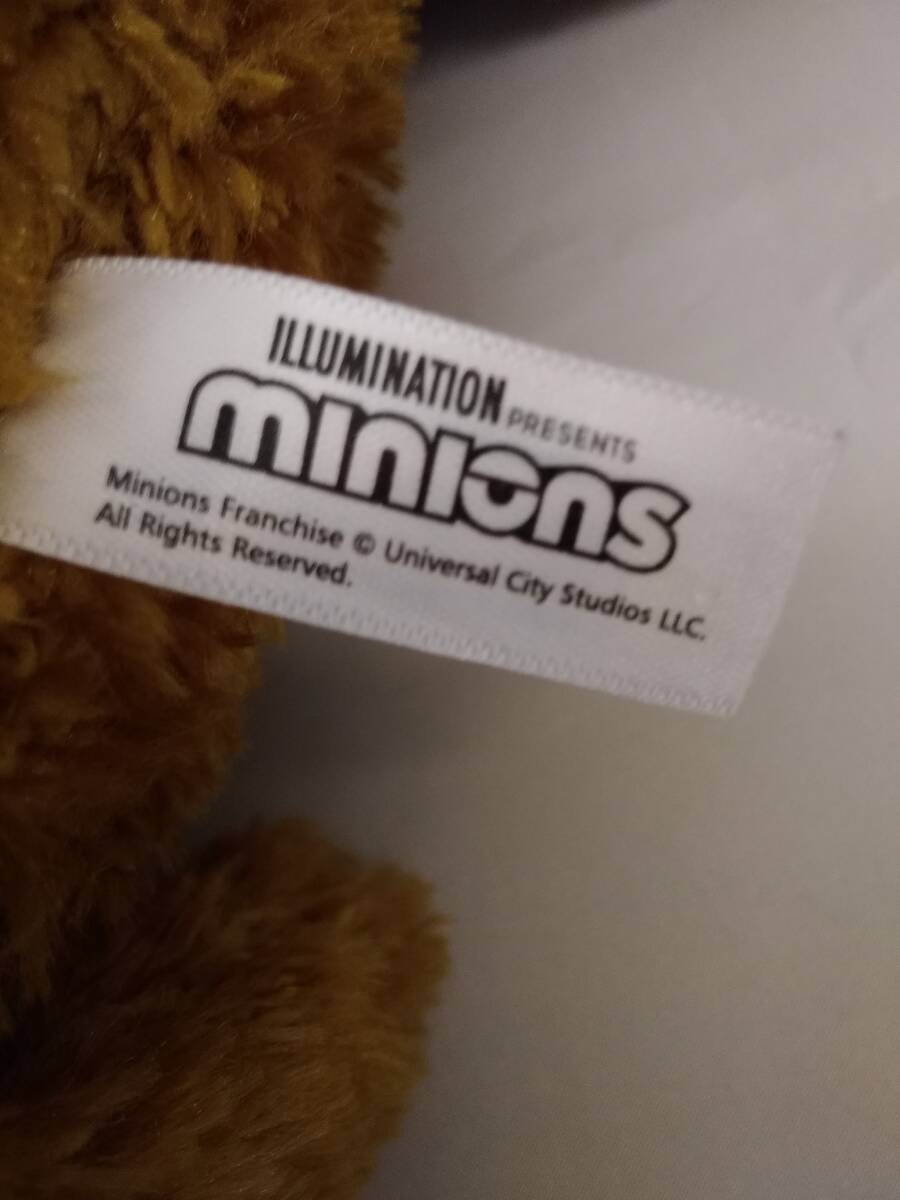 ILLUMINATION PRESENTS
minions
Minions Franchise © Universal City Studios LLC.
All Rights Reserved.